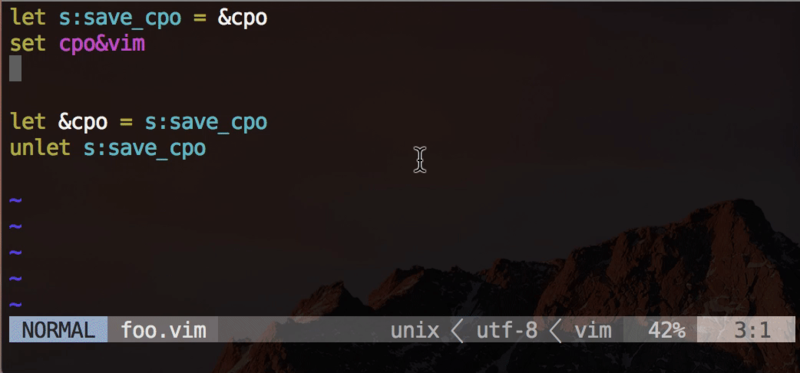 let s:save_cpo = &cpo
set cpo&vim
let &cpo = s:save_cpo
unlet s:save_cpo
~
~
~
~
~
NORMAL foo.vim unix < utf-8 < vim 42% 3:1